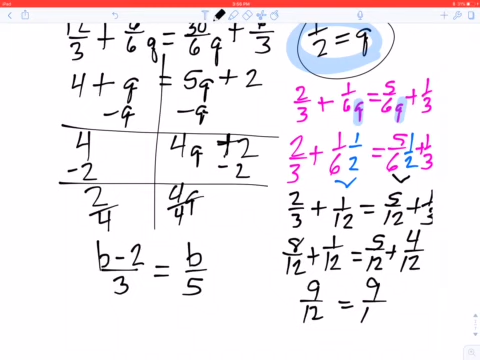 12/3 + 6/6 q = 30/6 q + /3
4 + q = 5q + 2
-q -q
4 4q + 2
-2 -2
2/4 4q/4
b-2/3 = b/5
1/2 = q
2/3 + 1/6 q = 5/6 q + 1/3
2/3 + 1/6 1/2 = 5/6 1/2 + 1/3
2/3 + 1/12 = 5/12 + 1/3
8/12 + 1/12 = 5/12 + 4/12
9/12 = 9/1